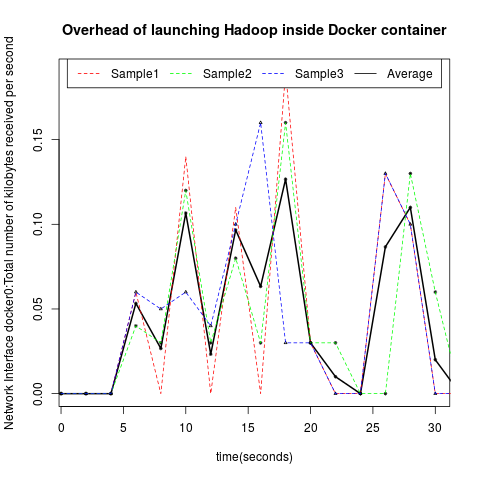 Overhead of launching Hadoop inside Docker container
Network Interface docker0:Total number of kilobytes received per second
Sample1 Sample2 Sample3 Average
0.15
0.10
0.05
0.00
0 5 10 15 20 25 30
time(seconds)